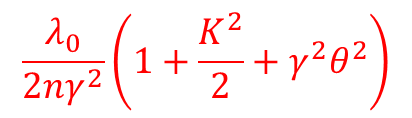 λ₀/(2nγ²) (1 + K²/2 + γ²θ²)